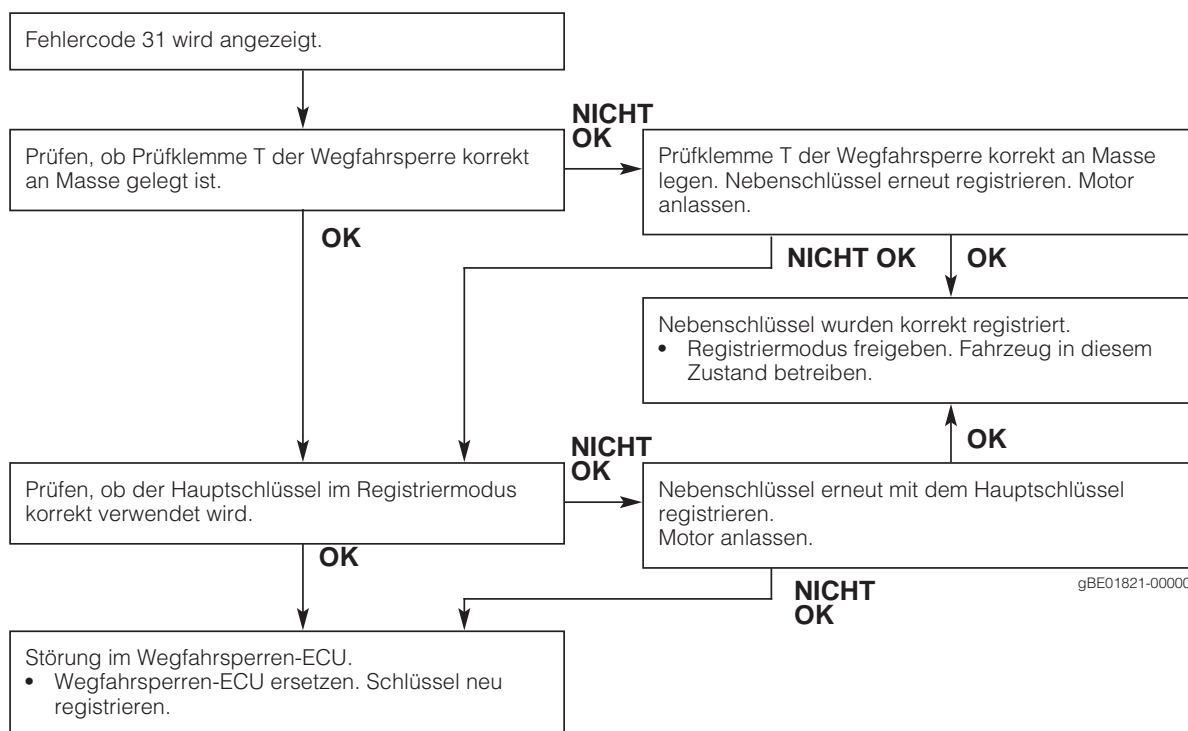 Fehlercode 31 wird angezeigt.
NICHT
OK
Prüfen, ob Prüfklemme T der Wegfahrsperre korrekt
an Masse gelegt ist.
Prüfklemme T der Wegfahrsperre korrekt an Masse
legen. Nebenschlüssel erneut registrieren. Motor
anlassen.
OK
NICHT OK
OK
Nebenschlüssel wurden korrekt registriert.
• Registriermodus freigeben. Fahrzeug in diesem
Zustand betreiben.
NICHT
OK
OK
Prüfen, ob der Hauptschlüssel im Registriermodus
korrekt verwendet wird.
Nebenschlüssel erneut mit dem Hauptschlüssel
registrieren.
Motor anlassen.
OK
NICHT
OK
gBE01821-00000
Störung im Wegfahrsperren-ECU.
• Wegfahrsperren-ECU ersetzen. Schlüssel neu
registrieren.